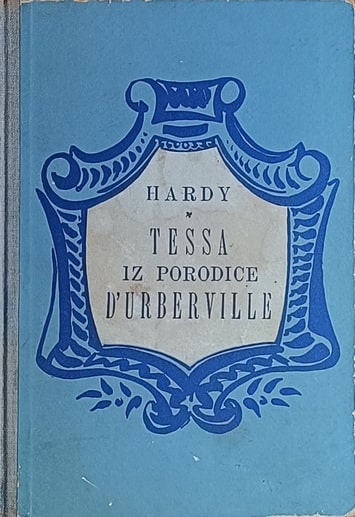 HARDY
TESSA
IZ PORODICE
D'URBERVILLE